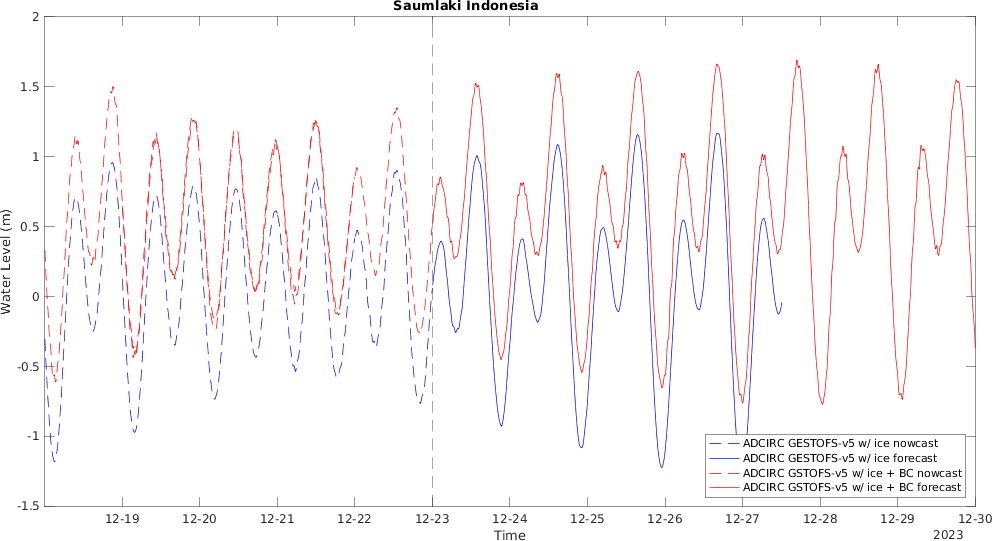 Saumlaki Indonesia
Water Level (m)
2
1.5
1
0.5
0
-0.5
-1
-1.5
ADCIRC GESTOFS-v5 w/ ice nowcast
ADCIRC GESTOFS-v5 w/ ice forecast
ADCIRC GSTOFS-v5 w/ ice + BC nowcast
ADCIRC GSTOFS-v5 w/ ice + BC forecast
12-19 12-20 12-21 12-22 12-23 12-24 12-25 12-26 12-27 12-28 12-29 12-30
Time
2023